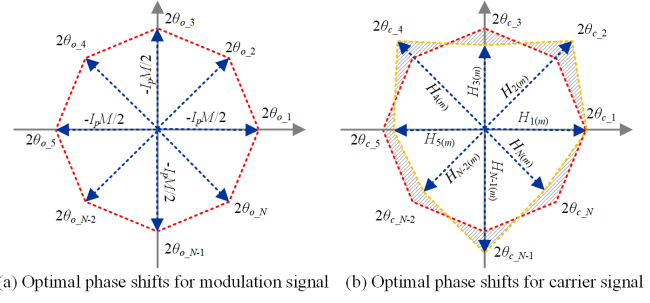 2θo_3
2θo_4
2θo_2
-IpM/2
-IpM/2
-IpM/2
2θo_1
2θo_5
-IpM/2
2θo_N-2
2θo_N
2θo_N-1
(a) Optimal phase shifts for modulation signal
2θc_4
2θc_3
2θc_2
H3(m)
H4(m)
H2(m)
2θc_1
H5(m)
H1(m)
2θc_5
HN-2(m)
HN-1(m)
HN(m)
2θc_N-2
2θc_N
2θc_N-1
(b) Optimal phase shifts for carrier signal